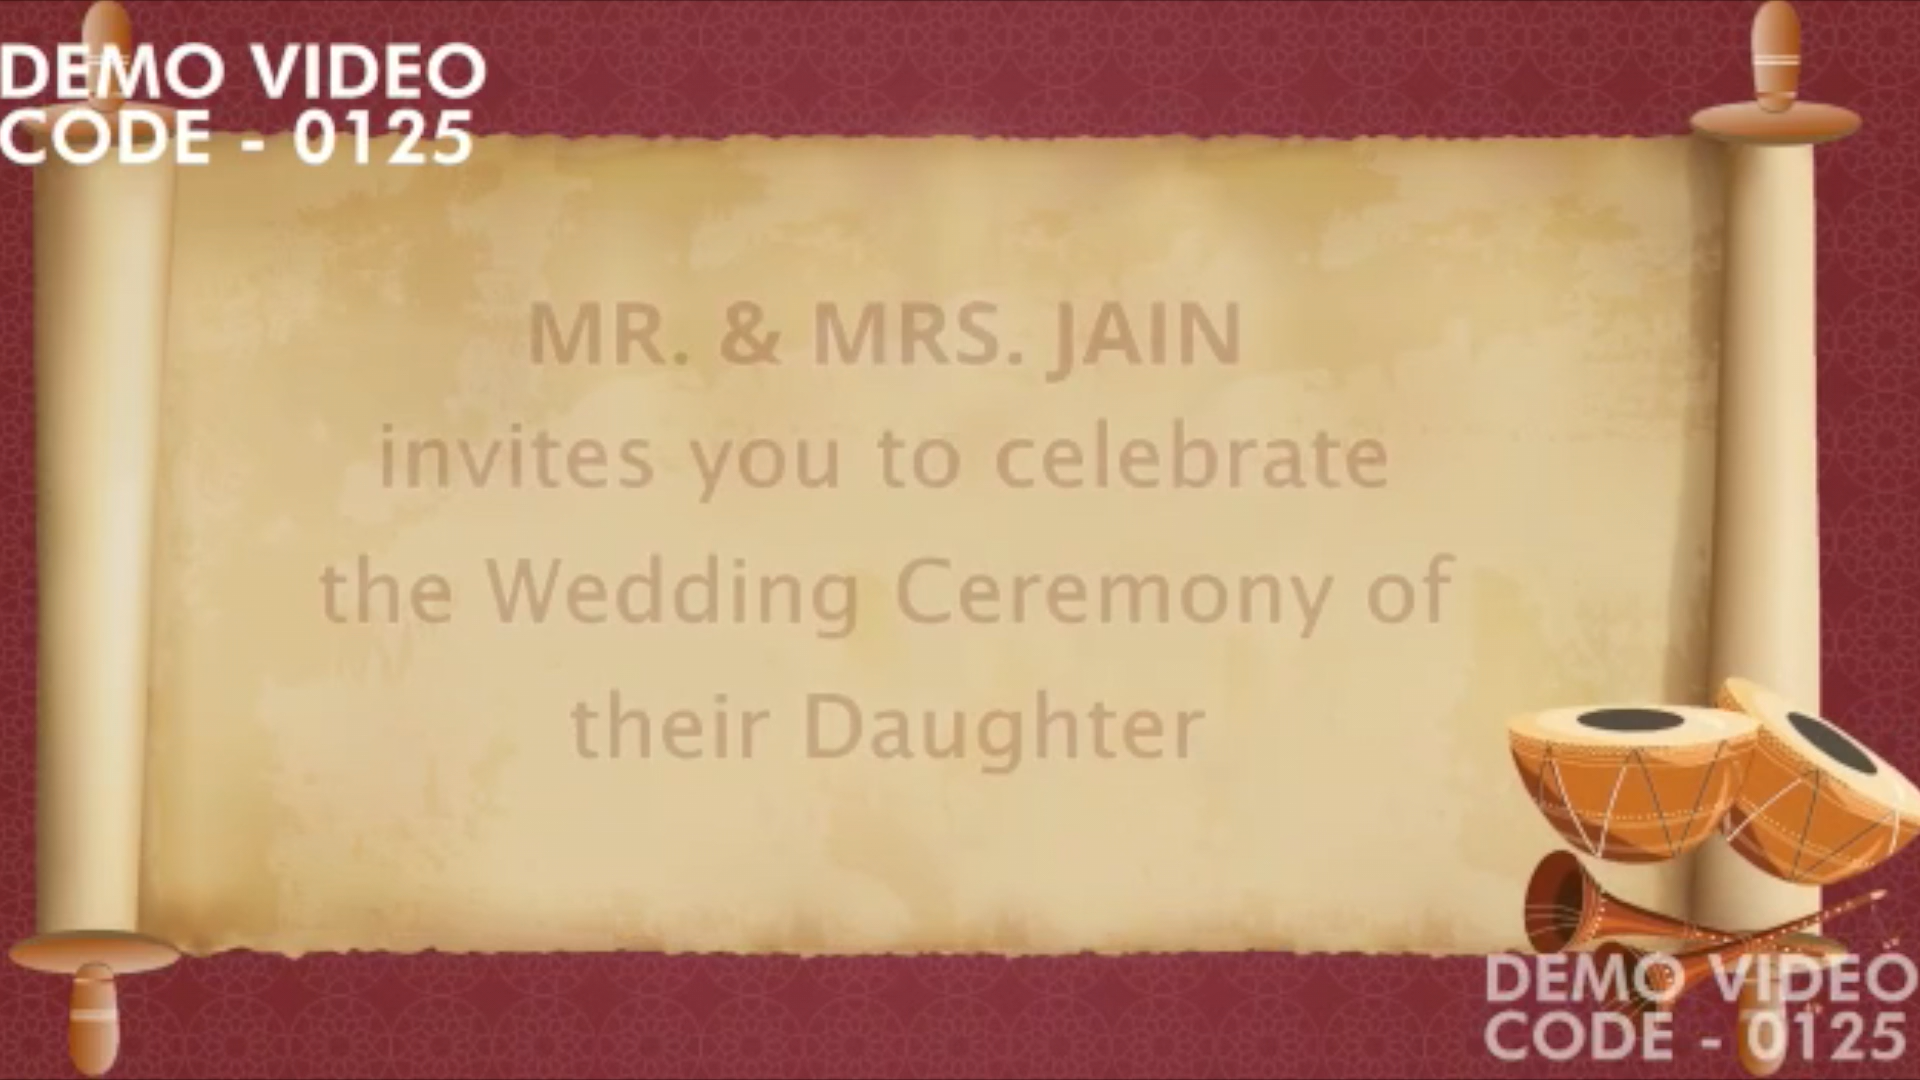 DEMO VIDEO
CODE - 0125
MR. & MRS. JAIN
invites you to celebrate
the Wedding Ceremony of
their Daughter
DEMO VIDEO
CODE - 0125